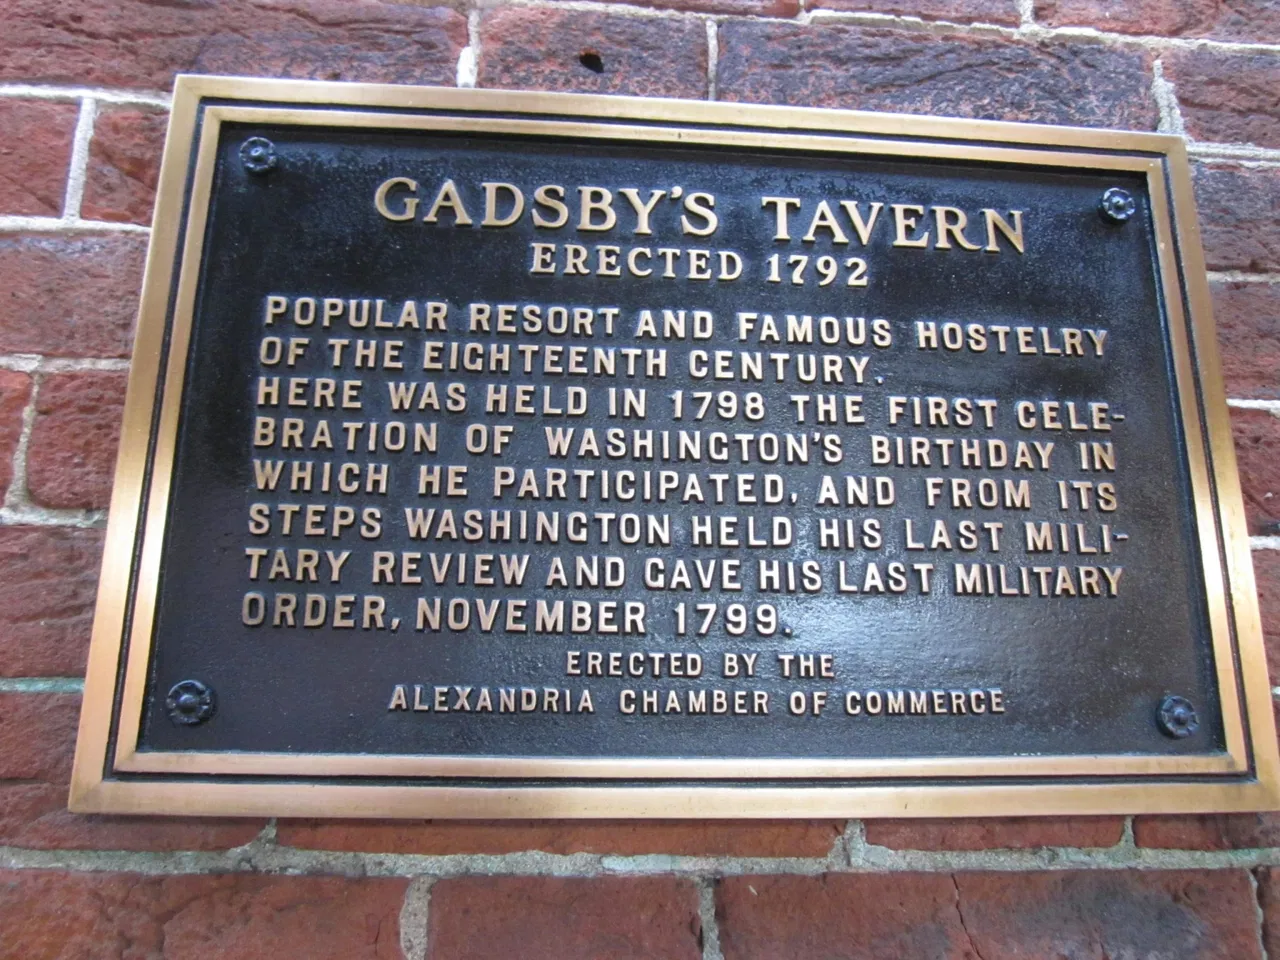 GADSBY'S TAVERN
ERECTED 1792
POPULAR RESORT AND FAMOUS HOSTELRY
OF THE EIGHTEENTH CENTURY.
HERE WAS HELD IN 1798 THE FIRST CELE-
BRATION OF WASHINGTON'S BIRTHDAY IN
WHICH HE PARTICIPATED, AND FROM ITS
STEPS WASHINGTON HELD HIS LAST MILI-
TARY REVIEW AND GAVE HIS LAST MILITARY
ORDER, NOVEMBER 1799.
ERECTED BY THE
ALEXANDRIA CHAMBER OF COMMERCE